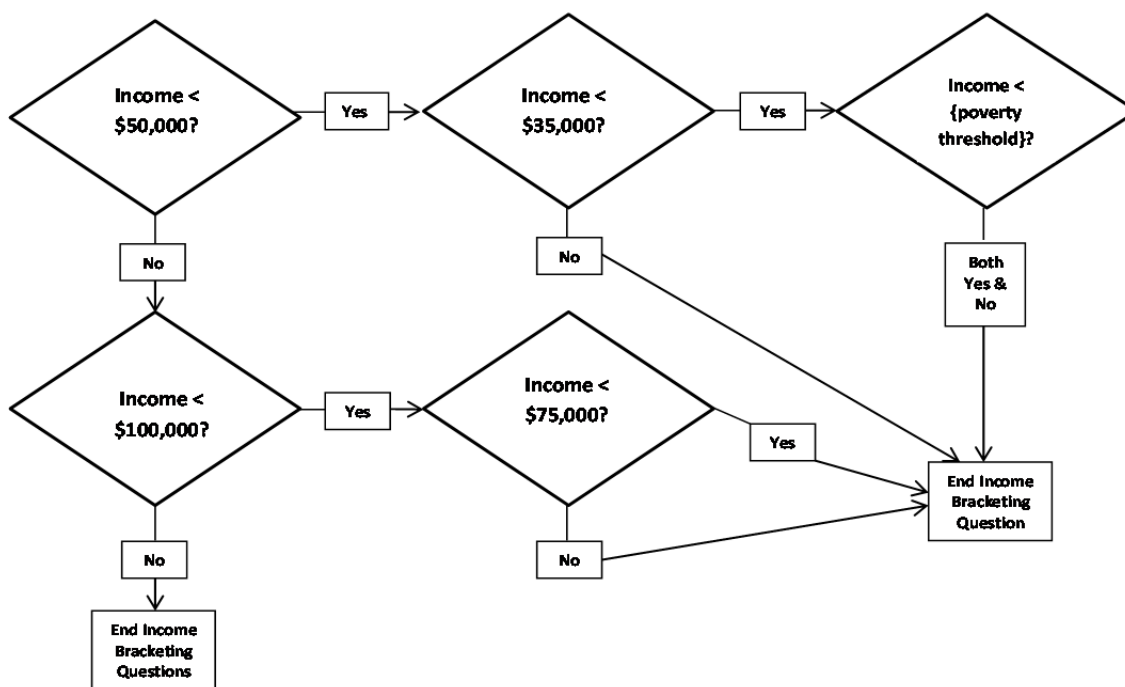 Income <
$50,000?
Yes
Income <
$35,000?
Yes
Income <
{poverty
threshold}?
No
No
Both
Yes &
No
Income <
$100,000?
Yes
Income <
$75,000?
Yes
End Income
Bracketing
Question
No
No
End Income
Bracketing
Questions